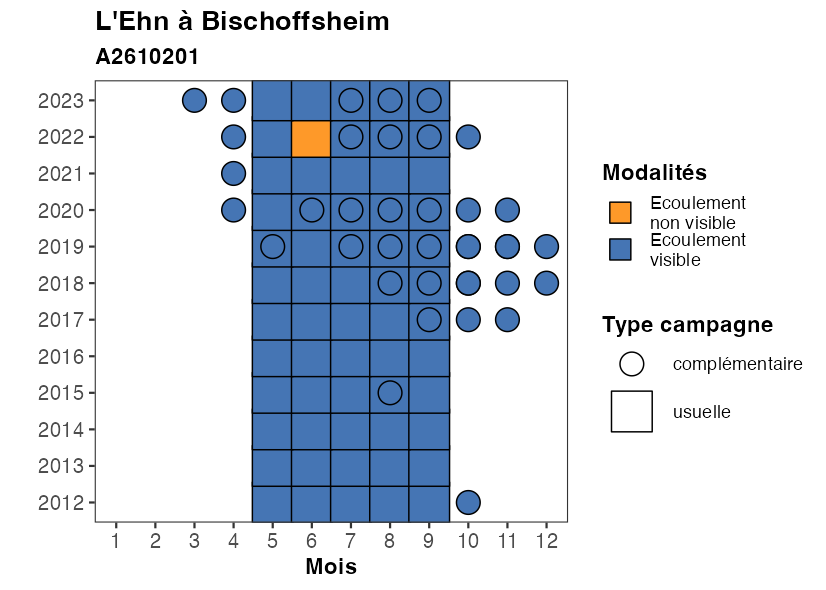 L'Ehn à Bischoffsheim
A2610201
2023
2022
2021
2020
2019
2018
2017
2016
2015
2014
2013
2012
1 2 3 4 5 6 7 8 9 10 11 12
Mois
Modalités
Ecoulement
non visible
Ecoulement
visible
Type campagne
complémentaire
usuelle